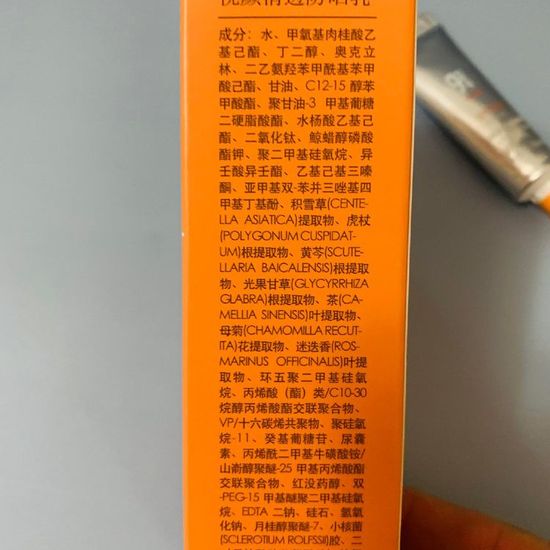 悦颜清透防晒乳
成分：水、甲氧基肉桂酸乙
基己酯、丁二醇、奥克立
林、二乙氨羟苯甲酰基苯甲
酸己酯、甘油、C12-15 醇苯
甲酸酯、聚甘油-3 甲基葡糖
二硬脂酸酯、水杨酸乙基己
酯、二氧化钛、鲸蜡醇磷酸
酯钾、聚二甲基硅氧烷、异
壬酸异壬酯、乙基己基三嗪
酮、亚甲基双-苯并三唑基四
甲基丁基酚、积雪草(CENTE-
LLA ASIATICA)提取物、虎杖
(POLYGONUM CUSPIDAT-
UM)根提取物、黄芩(SCUTE-
LLARIA BAICALENSIS)根提取
物、光果甘草(GLYCYRRHIZA
GLABRA)根提取物、茶(CA-
MELLIA SINENSIS)叶提取物、
母菊(CHAMOMILLA RECUT-
ITA)花提取物、迷迭香(ROS-
MARINUS OFFICINALIS)叶提
取物、环五聚二甲基硅氧
烷、丙烯酸（酯）类/C10-30
烷醇丙烯酸酯交联聚合物、
VP/十六碳烯共聚物、聚硅氧
烷-11、癸基葡糖苷、尿囊
素、丙烯酰二甲基牛磺酸铵/
山嵛醇聚醚-25 甲基丙烯酸酯
交联聚合物、红没药醇、双
-PEG-15 甲基醚聚二甲基硅氧
烷、EDTA 二钠、硅石、氢氧
化钠、月桂醇聚醚-7、小核菌
(SCLEROTIUM ROLFSSII)胶、二